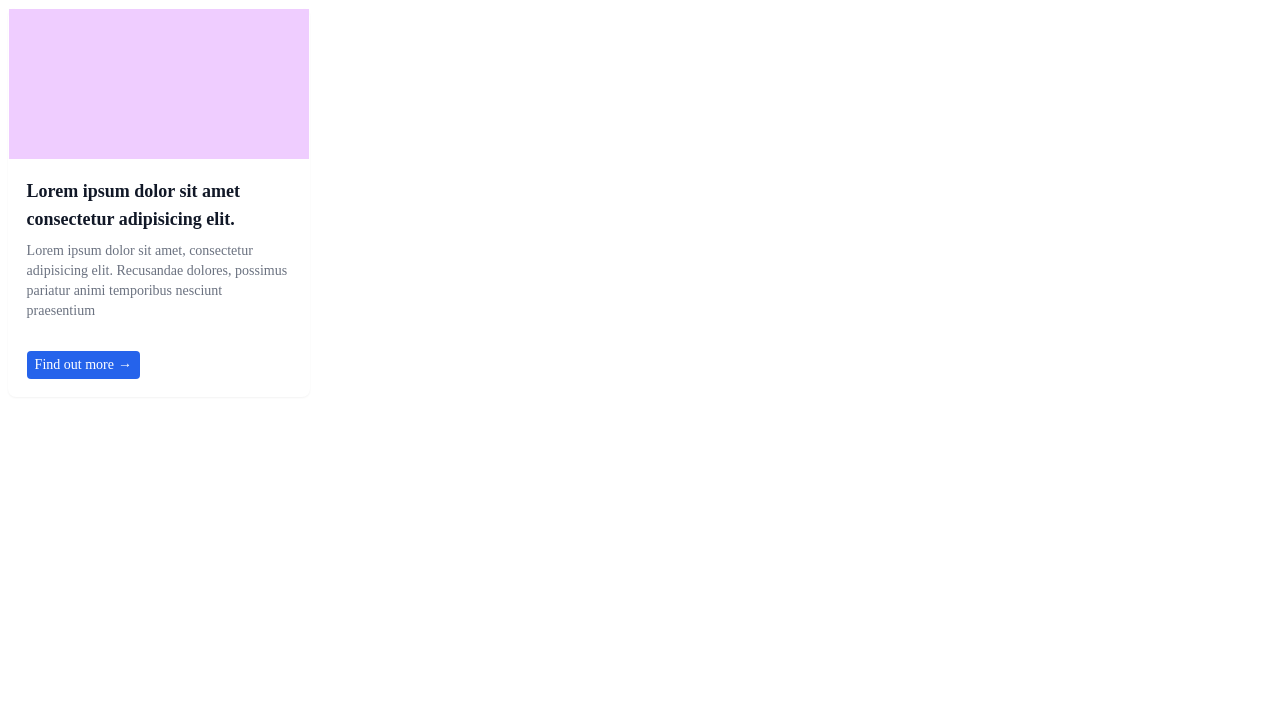 Lorem ipsum dolor sit amet
consectetur adipisicing elit.
Lorem ipsum dolor sit amet, consectetur
adipisicing elit. Recusandae dolores, possimus
pariatur animi temporibus nesciunt
praesentium
Find out more →